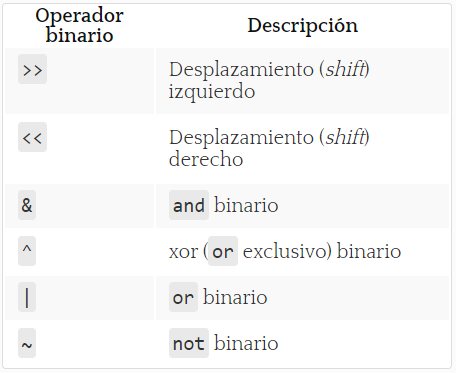 Operador binario Descripción
>> Desplazamiento (shift) izquierdo
<< Desplazamiento (shift) derecho
& and binario
^ xor (or exclusivo) binario
| or binario
~ not binario